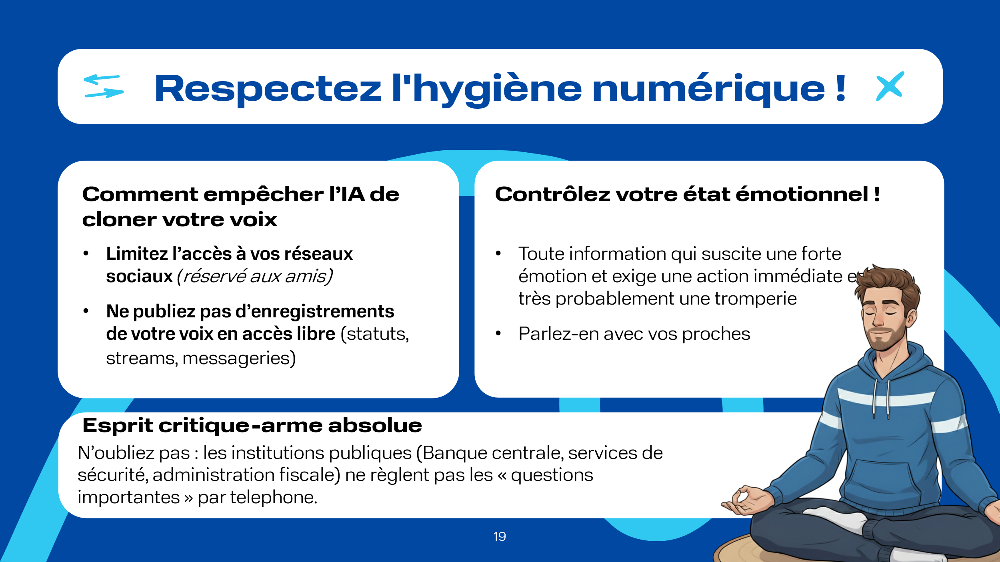 Respectez l'hygiène numérique !
Comment empêcher l’IA de
cloner votre voix
• Limitez l’accès à vos réseaux
sociaux (réservé aux amis)
• Ne publiez pas d’enregistrements
de votre voix en accès libre (statuts,
streams, messageries)
Contrôlez votre état émotionnel !
• Toute information qui suscite une forte
émotion et exige une action immédiate
très probablement une tromperie
• Parlez-en avec vos proches
Esprit critique-arme absolue
N’oubliez pas : les institutions publiques (Banque centrale, services de
sécurité, administration fiscale) ne règlent pas les « questions
importantes » par telephone.
19